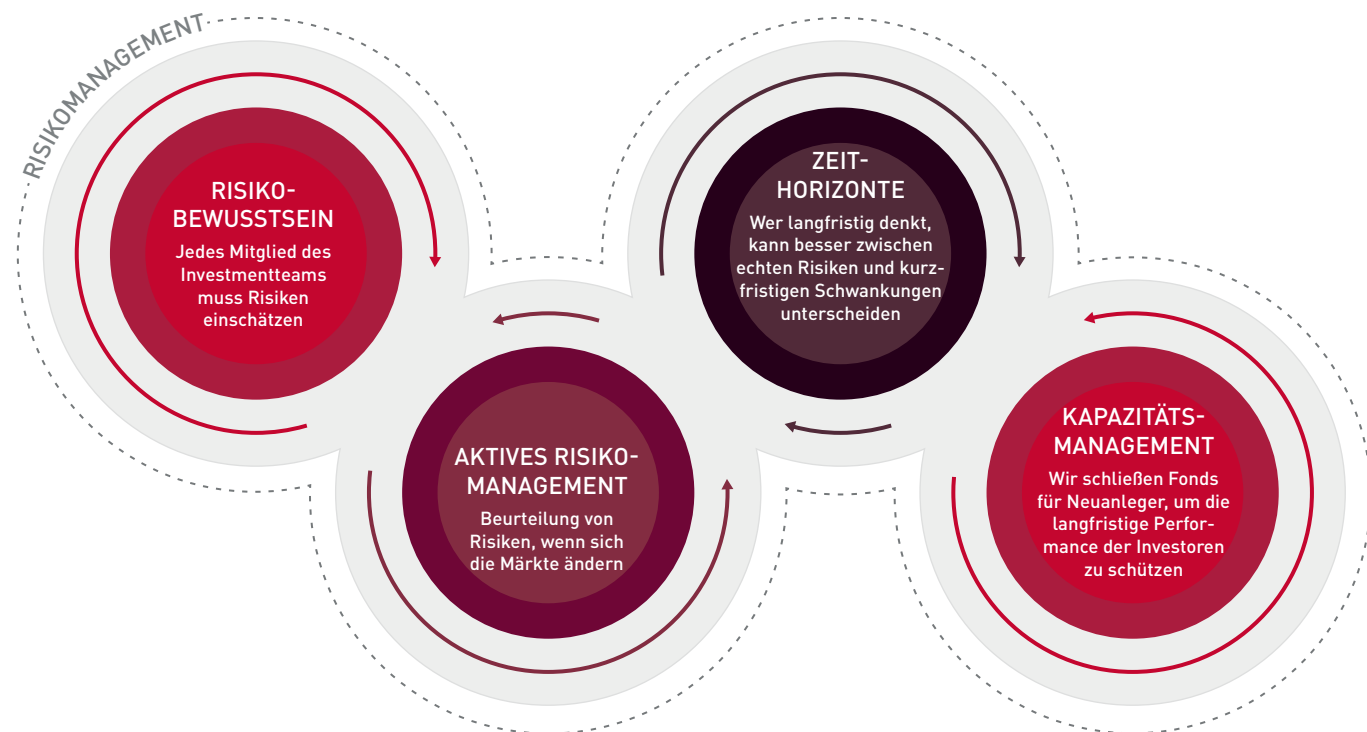 RISIKOMANAGEMENT
RISIKO-
BEWUSSTSEIN
Jedes Mitglied des
Investmentteams
muss Risiken
einschätzen
AKTIVES RISIKO-
MANAGEMENT
Beurteilung von
Risiken, wenn sich
die Märkte ändern
ZEIT-
HORIZONTE
Wer langfristig denkt,
kann besser zwischen
echten Risiken und kurz-
fristigen Schwankungen
unterscheiden
KAPAZITÄTS-
MANAGEMENT
Wir schließen Fonds
für Neuanleger, um die
langfristige Perfor-
mance der Investoren
zu schützen